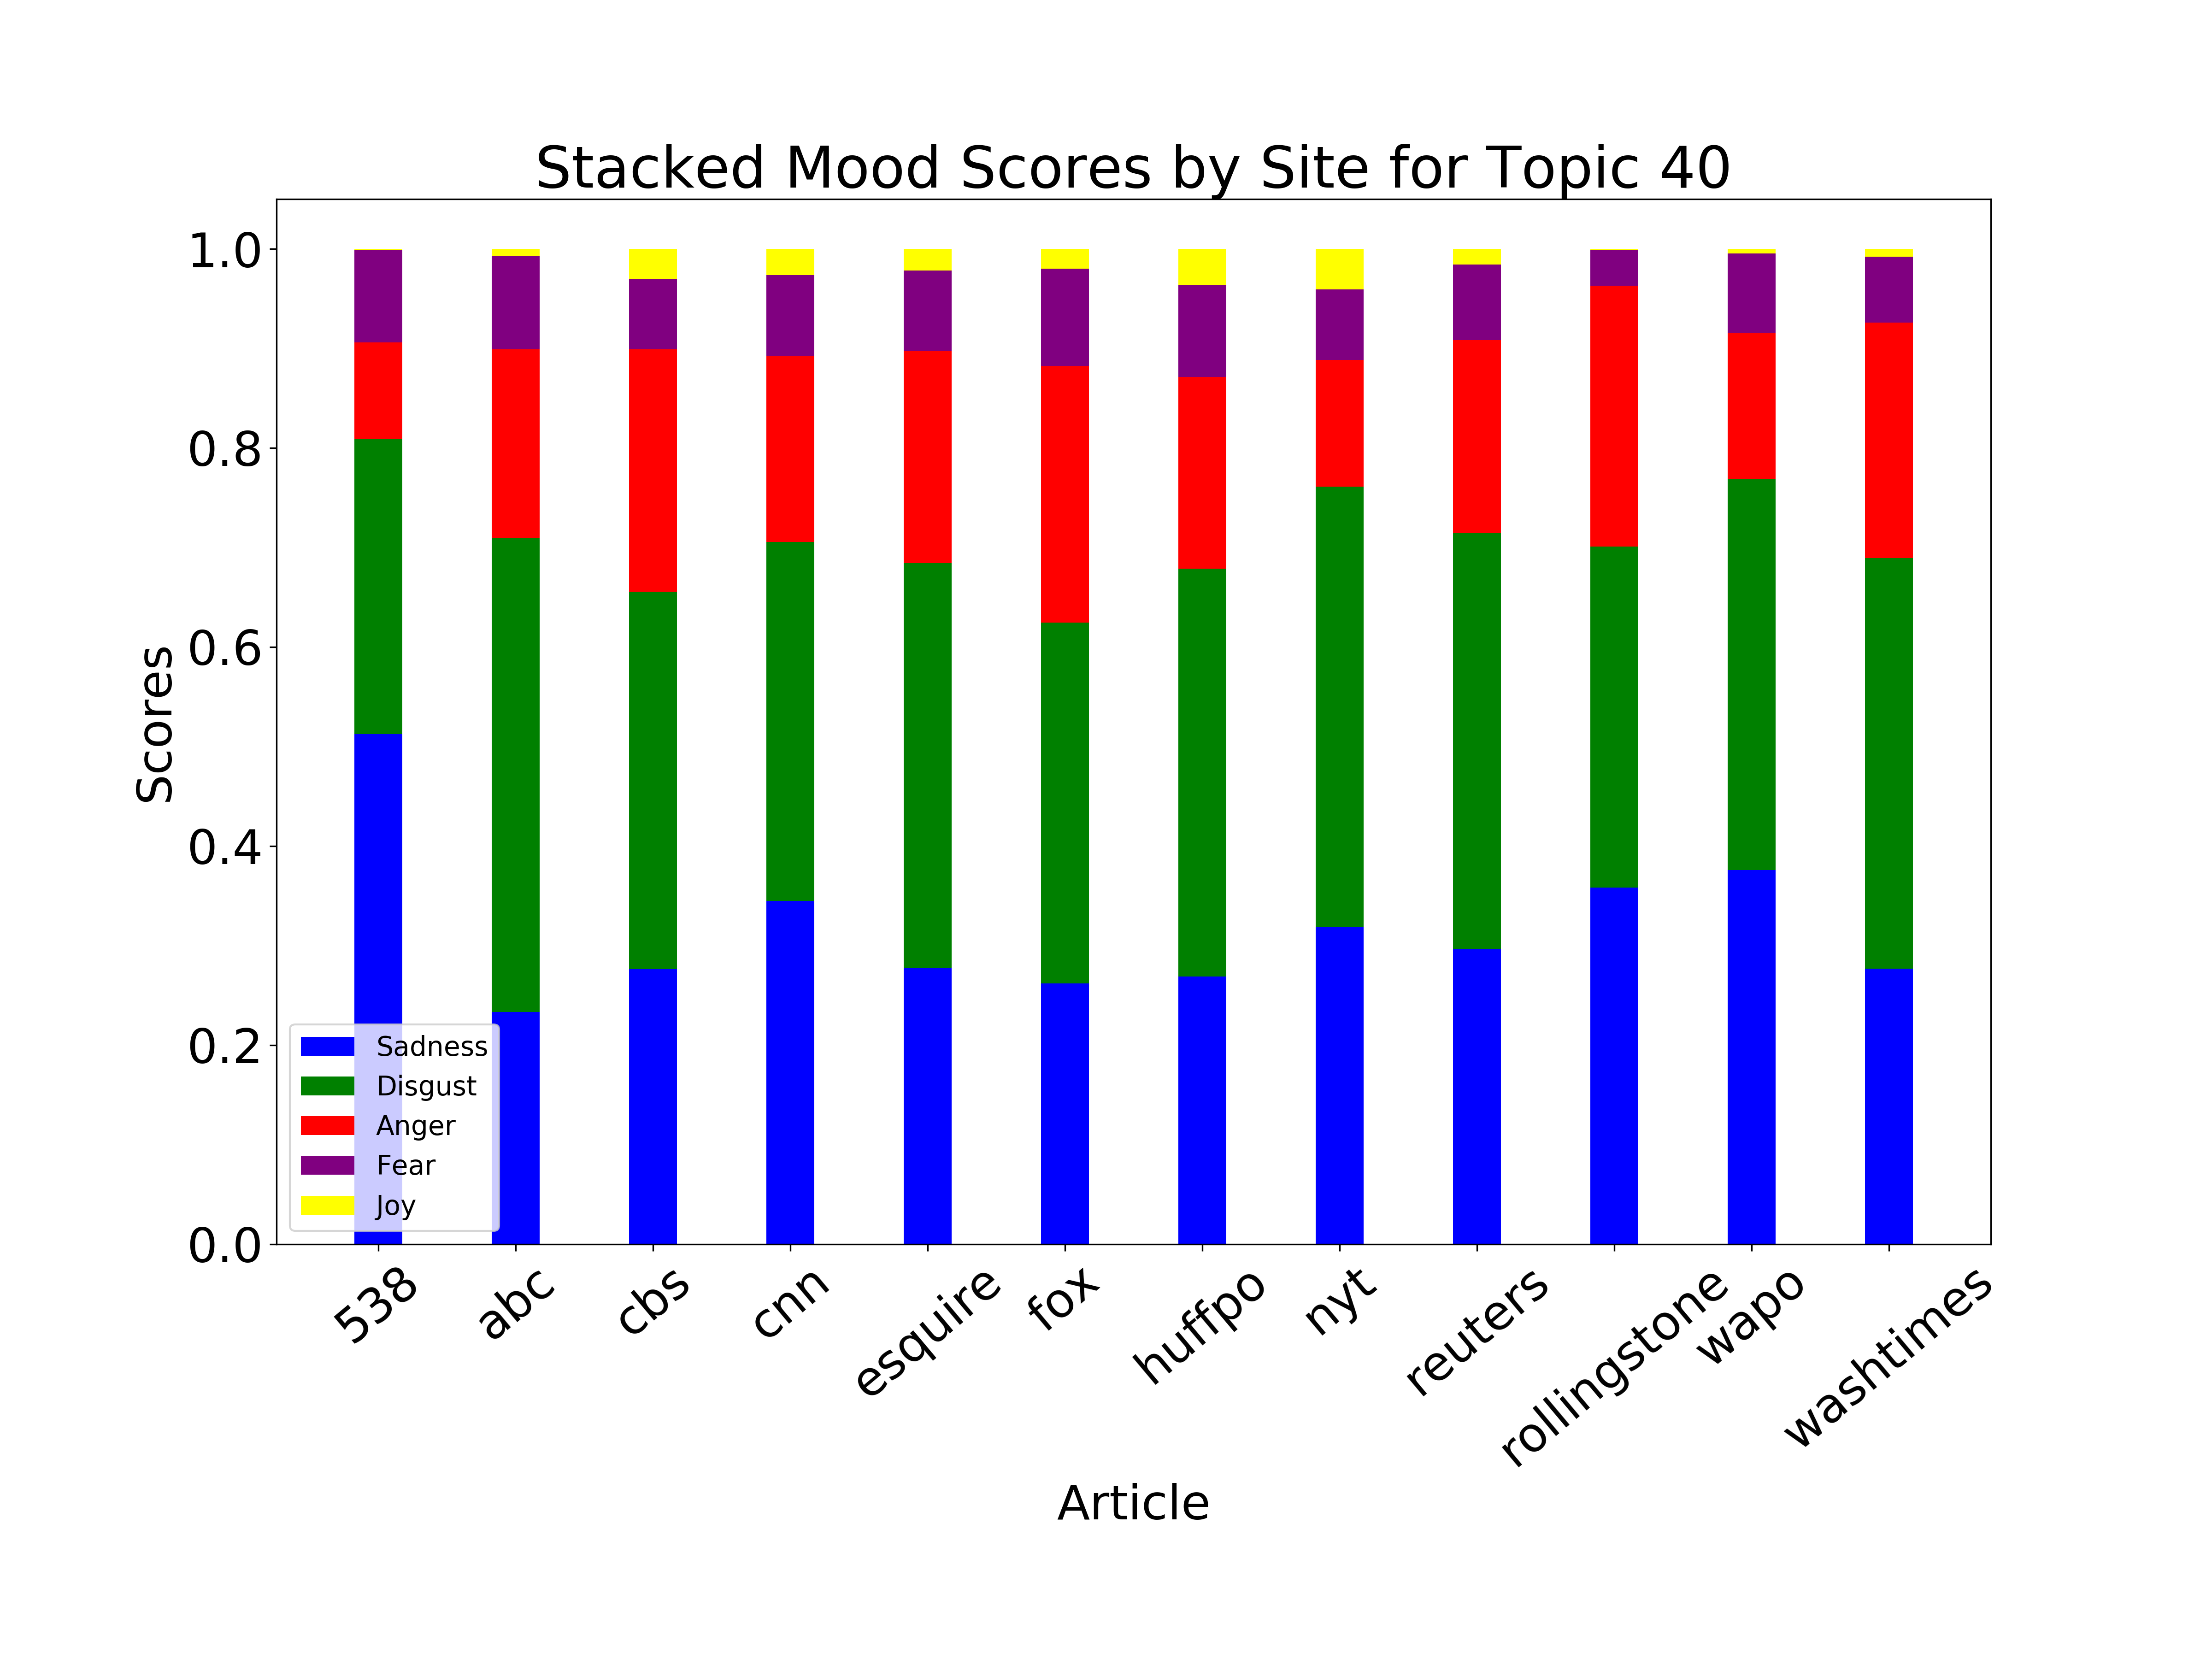 Stacked Mood Scores by Site for Topic 40
Scores
1.0
0.8
0.6
0.4
0.2
0.0
Sadness
Disgust
Anger
Fear
Joy
538
abc
cbs
cnn
esquire
fox
huffpo
nyt
reuters
rollingstone
wapo
washtimes
Article